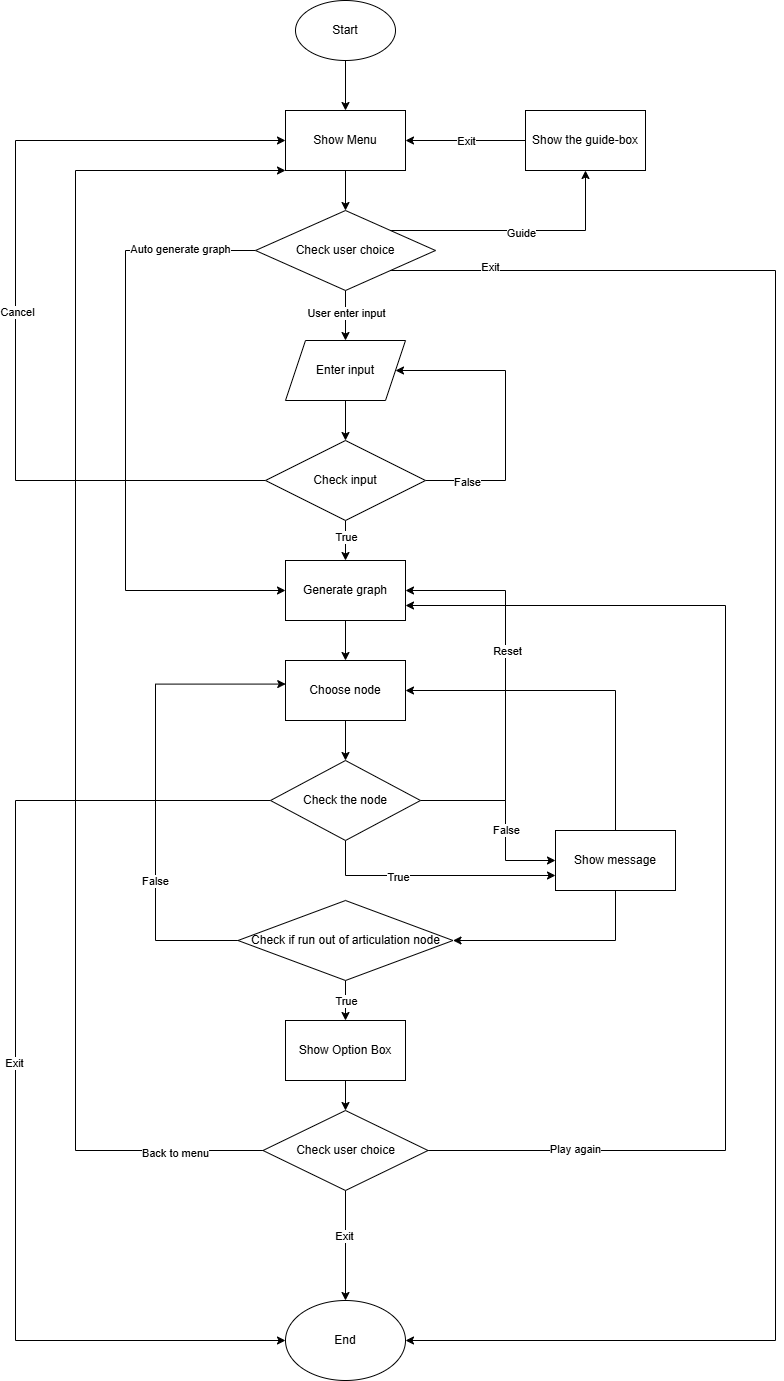 Start
Show Menu
Exit
Show the guide-box
Guide
Auto generate graph
Check user choice
Exit
Cancel
User enter input
Enter input
Check input
False
True
Generate graph
Reset
Choose node
Check the node
False
Show message
True
False
Check if run out of articulation node
True
Show Option Box
Exit
Check user choice
Back to menu
Play again
Exit
End